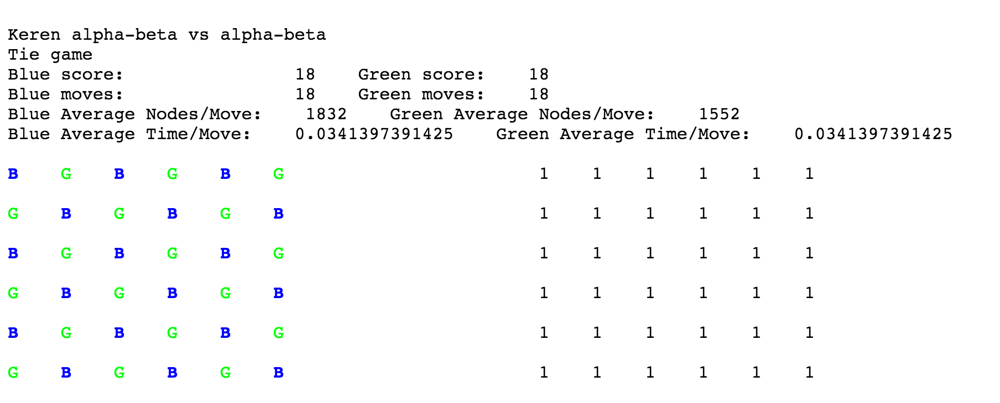 Keren alpha-beta vs alpha-beta
Tie game
Blue score: 18 Green score: 18
Blue moves: 18 Green moves: 18
Blue Average Nodes/Move: 1832 Green Average Nodes/Move: 1552
Blue Average Time/Move: 0.0341397391425 Green Average Time/Move: 0.0341397391425
B G B G B G 1 1 1 1 1 1
G B G B G B 1 1 1 1 1 1
B G B G B G 1 1 1 1 1 1
G B G B G B 1 1 1 1 1 1
B G B G B G 1 1 1 1 1 1
G B G B G B 1 1 1 1 1 1